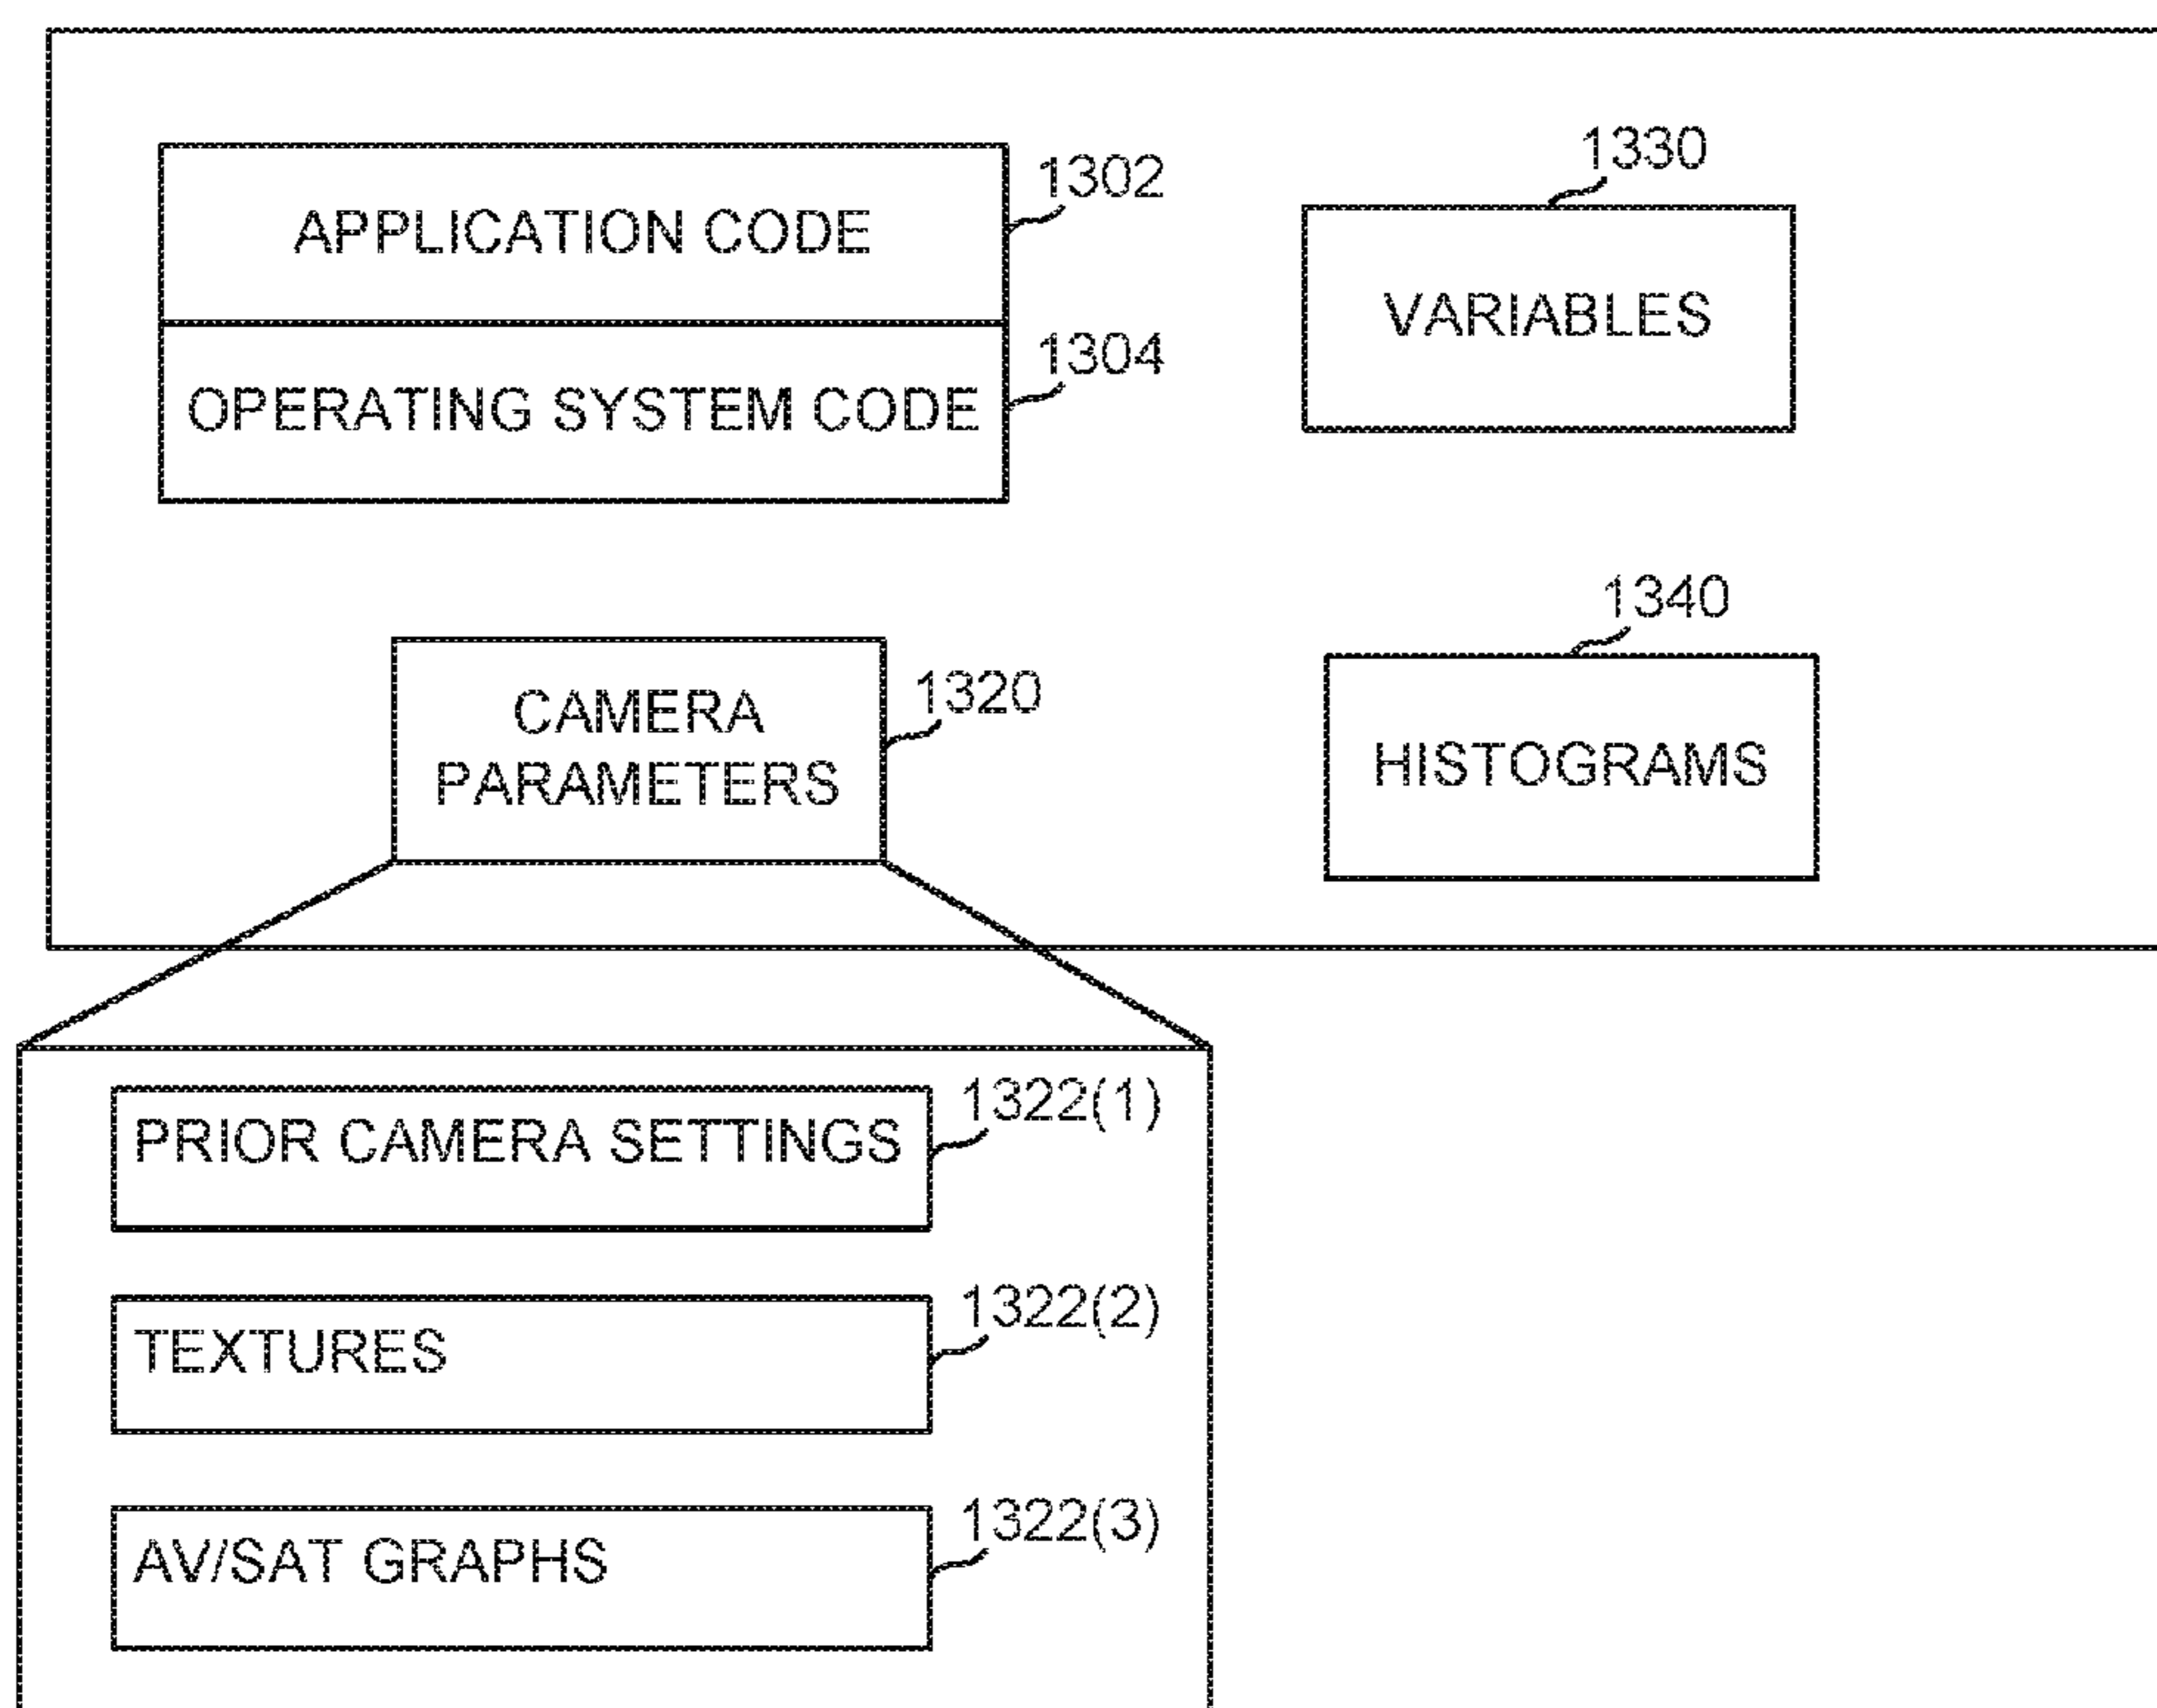 1302
APPLICATION CODE
1304
OPERATING SYSTEM CODE
1330
VARIABLES
1320
CAMERA
PARAMETERS
1340
HISTOGRAMS
1322(1)
PRIOR CAMERA SETTINGS
1322(2)
TEXTURES
1322(3)
AV/SAT GRAPHS